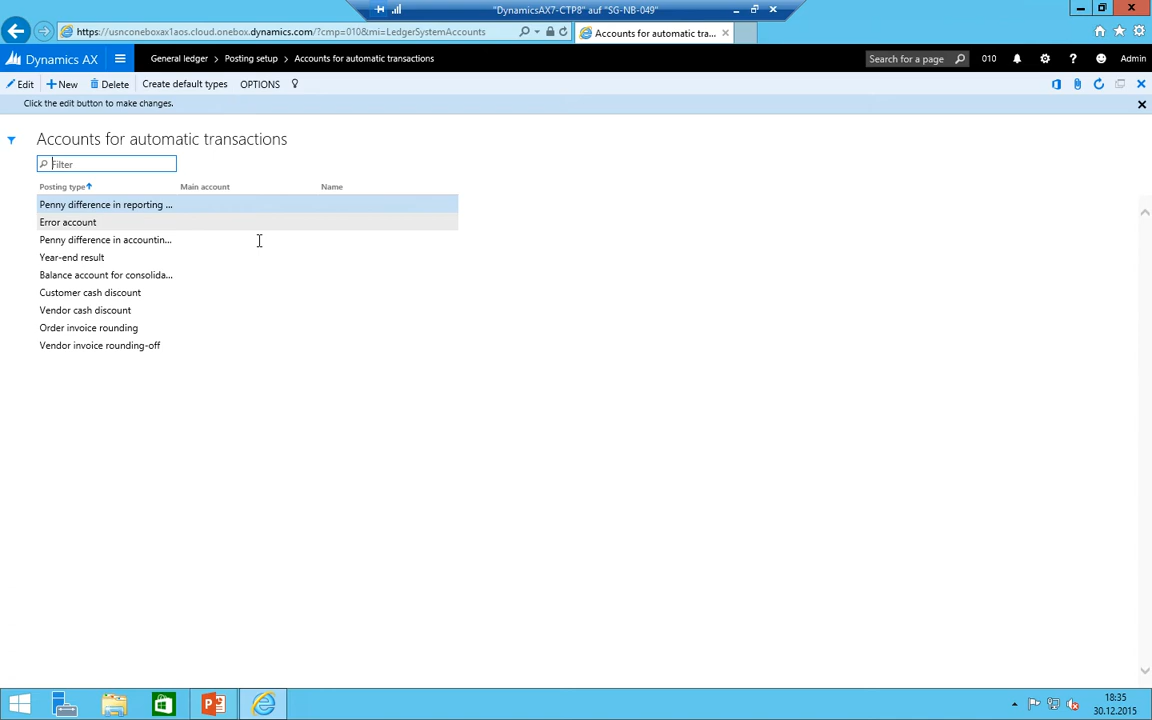 "DynamicsAX7-CTP8" auf "SG-NB-049"
https://usnconeboxax1aos.cloud.onebox.dynamics.com/?cmp=010&mi=LedgerSystemAccounts
Accounts for automatic tra...
Dynamics AX
General ledger > Posting setup > Accounts for automatic transactions
Search for a page
010
Admin
Edit
New
Delete
Create default types
OPTIONS
Click the edit button to make changes.
Accounts for automatic transactions
Filter
Posting type Main account Name
Penny difference in reporting ...
Error account
Penny difference in accountin...
Year-end result
Balance account for consolida...
Customer cash discount
Vendor cash discount
Order invoice rounding
Vendor invoice rounding-off
18:35
30.12.2015